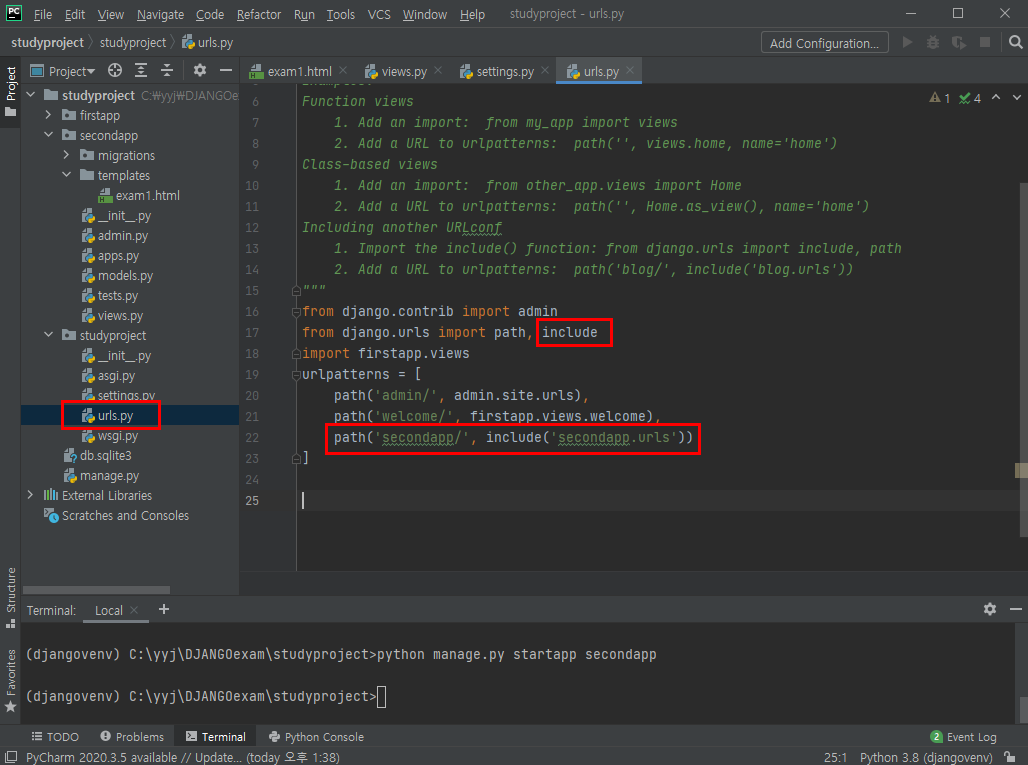 PC File Edit View Navigate Code Refactor Run Tools VCS Window Help studyproject - urls.py
studyproject studyproject urls.py Add Configuration...
Project
Project
exam1.html views.py settings.py urls.py
studyproject C:₩yyj₩DJANGOe
firstapp
secondapp
migrations
templates
exam1.html
__init__.py
admin.py
apps.py
models.py
tests.py
views.py
studyproject
__init__.py
asgi.py
settings.py
urls.py
wsgi.py
db.sqlite3
manage.py
External Libraries
Scratches and Consoles
1 4
6 Function views
7 1. Add an import:  from my_app import views
8 2. Add a URL to urlpatterns:  path('', views.home, name='home')
9 Class-based views
10 1. Add an import:  from other_app.views import Home
11 2. Add a URL to urlpatterns:  path('', Home.as_view(), name='home')
12 Including another URLconf
13 1. Import the include() function: from django.urls import include, path
14 2. Add a URL to urlpatterns:  path('blog/', include('blog.urls'))
15 """
16 from django.contrib import admin
17 from django.urls import path, include
18 import firstapp.views
19 urlpatterns = [
20 path('admin/', admin.site.urls),
21 path('welcome/', firstapp.views.welcome),
22 path('secondapp/', include('secondapp.urls'))
23 ]
24
25
Structure
Favorites
Terminal: Local
(djangovenv) C:\yyj\DJANGOexam\studyproject>python manage.py startapp secondapp
(djangovenv) C:\yyj\DJANGOexam\studyproject>
TODO Problems Terminal Python Console 2 Event Log
PyCharm 2020.3.5 available // Update... (today 오후 1:38) 25:1 Python 3.8 (djangovenv)